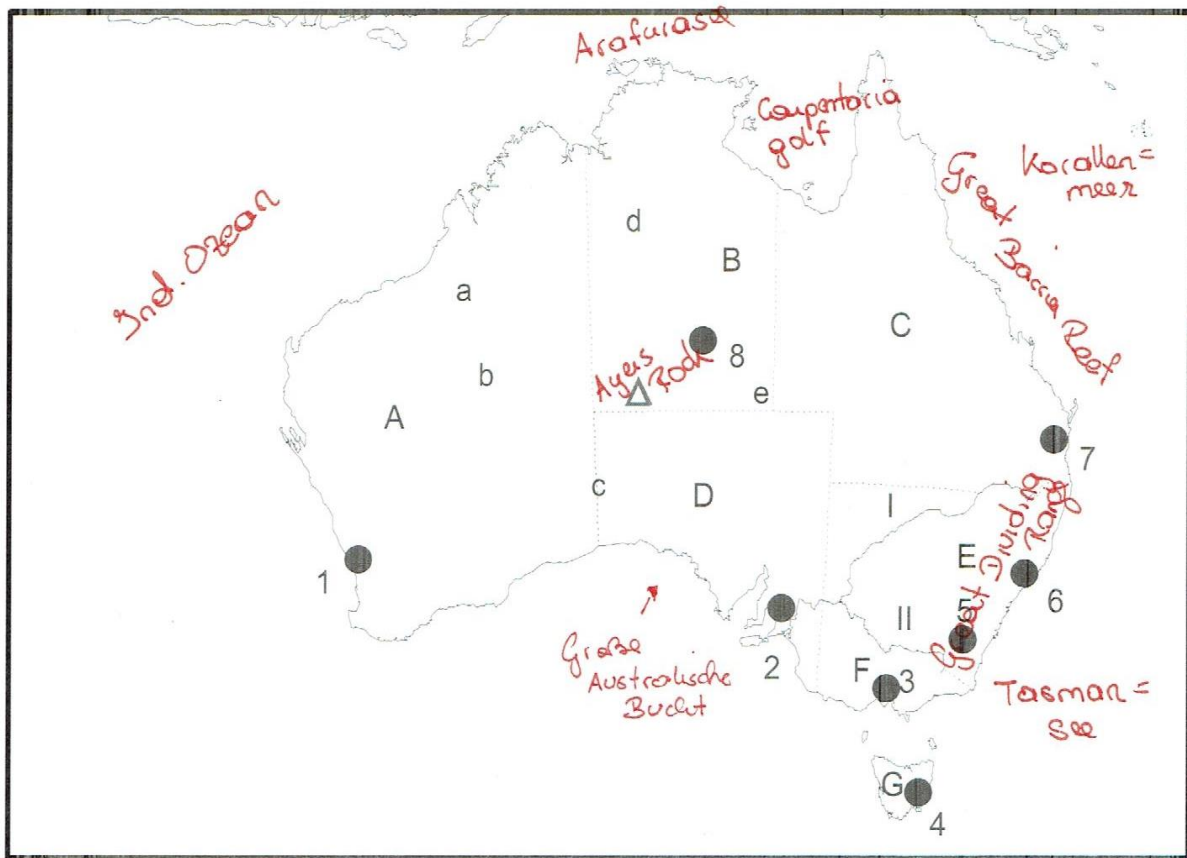 Arafurasee
Carpentaria
golf
Korallen=
meer
Great Barrier Reef
Ind. Ozean
d
B
a
C
8
b
Ayers
Rock
e
A
7
c
D
I
Great Dividing
Range
E
1
6
II
5
2
Große
Australische
Bucht
F
3
Tasman=
see
G
4